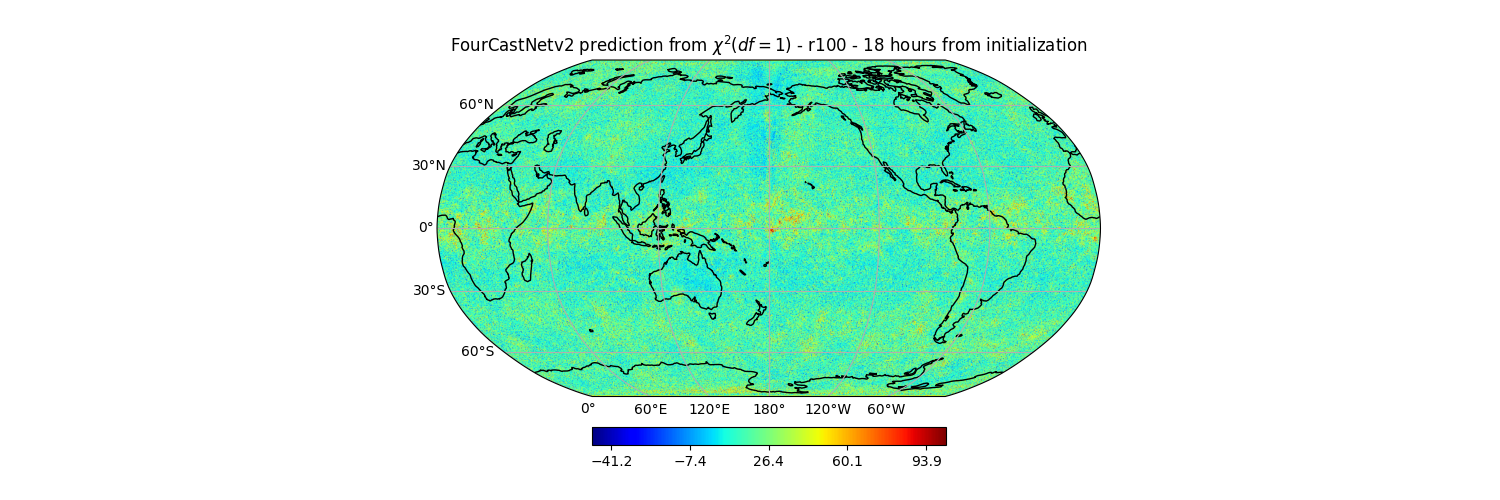 FourCastNetv2 prediction from χ²(df = 1) - r100 - 18 hours from initialization
60°N
30°N
0°
30°S
60°S
0° 60°E 120°E 180° 120°W 60°W
−41.2 −7.4 26.4 60.1 93.9